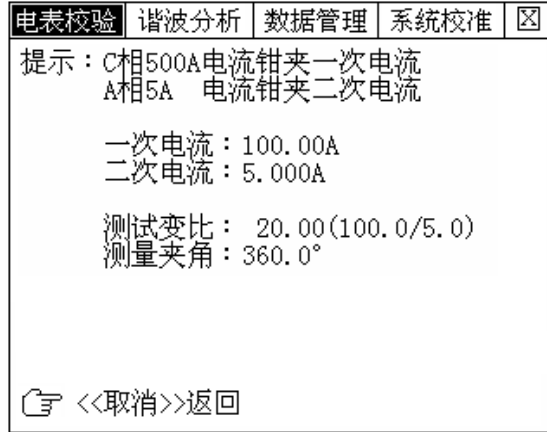 电表校验 谐波分析 数据管理 系统校准
提示：C相500A电流钳夹一次电流
A相5A 电流钳夹二次电流
一次电流：100.00A
二次电流：5.000A
测试变比： 20.00(100.0/5.0)
测量夹角：360.0°
<<取消>>返回